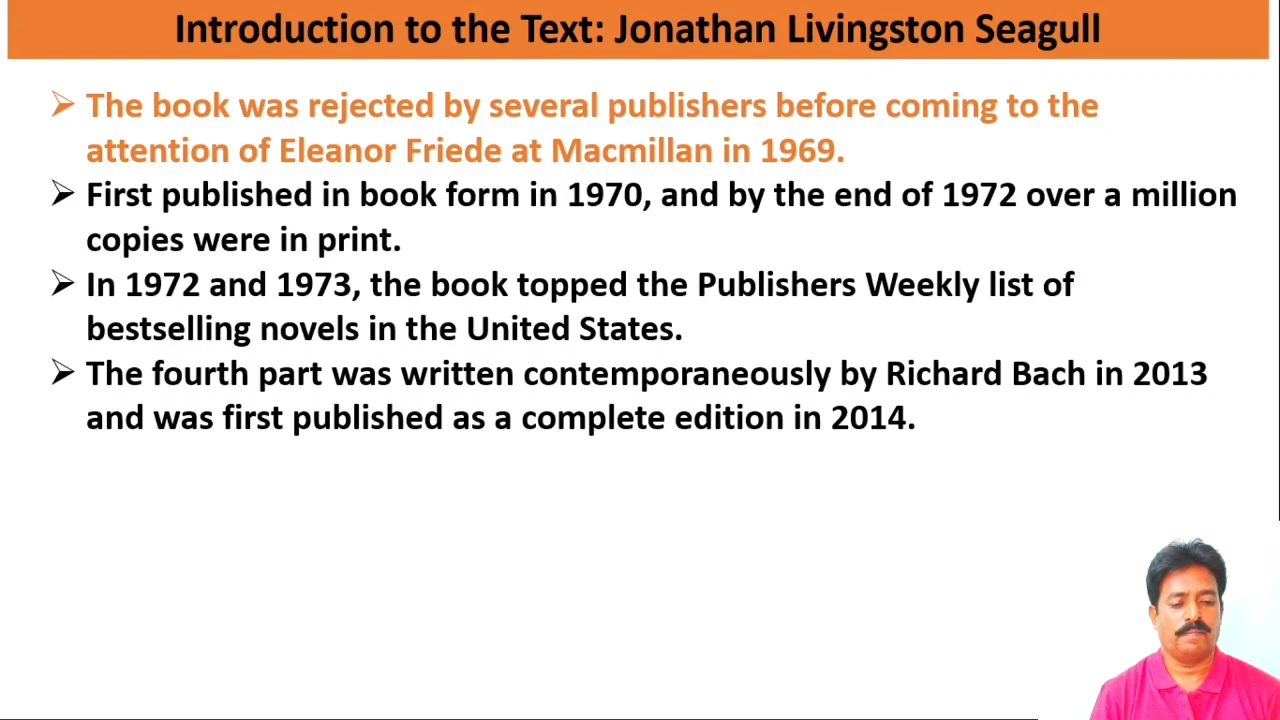 Introduction to the Text: Jonathan Livingston Seagull
➢ The book was rejected by several publishers before coming to the
attention of Eleanor Friede at Macmillan in 1969.
➢ First published in book form in 1970, and by the end of 1972 over a million
copies were in print.
➢ In 1972 and 1973, the book topped the Publishers Weekly list of
bestselling novels in the United States.
➢ The fourth part was written contemporaneously by Richard Bach in 2013
and was first published as a complete edition in 2014.